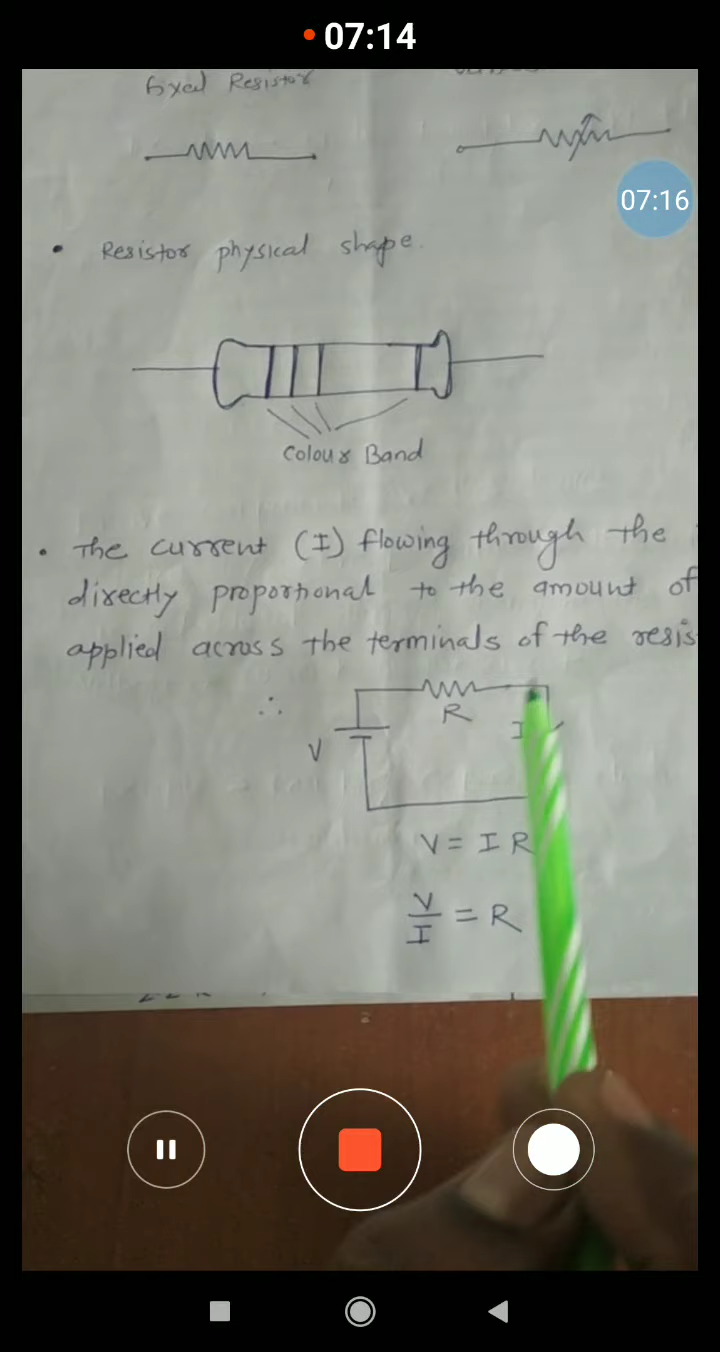 07:14
fixed Resistor
07:16
• Resistor physical shape.
Colour Band
• The current (I) flowing through the
directly proportional to the amount of
applied across the terminals of the resis
∴
R
V
I
V = I R
V/I = R